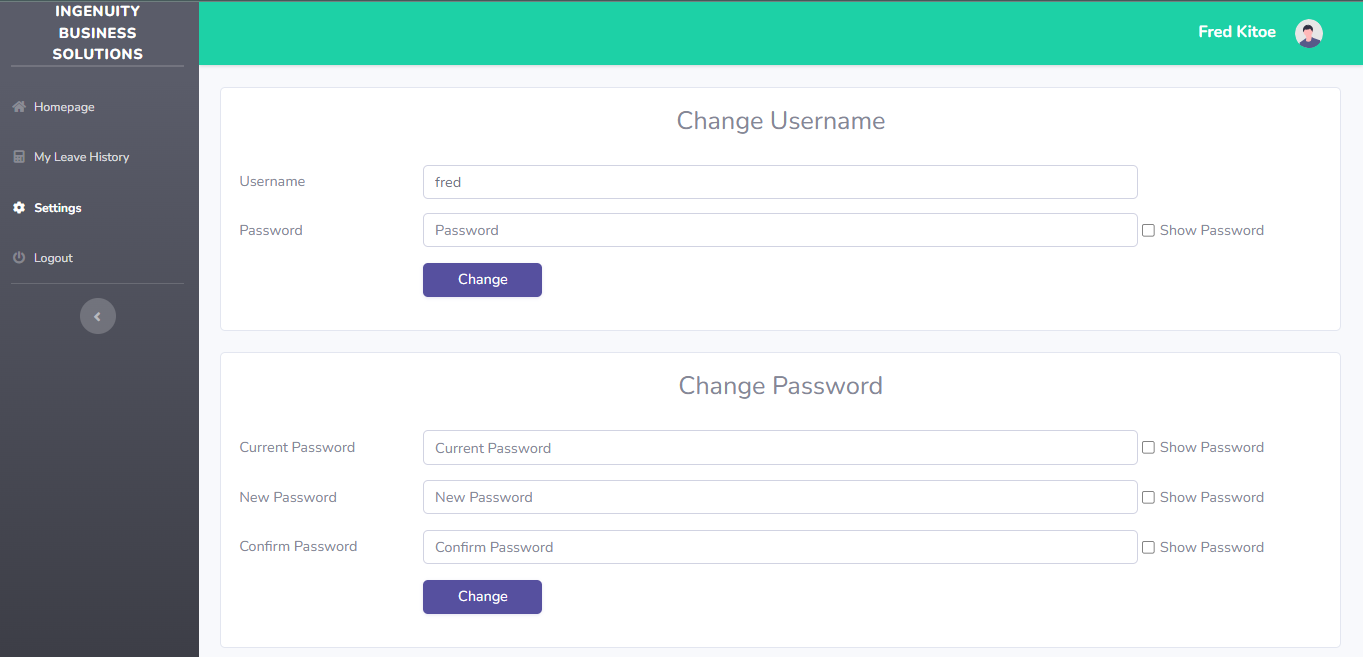 INGENUITY
BUSINESS
SOLUTIONS
Homepage
My Leave History
Settings
Logout
Fred Kitoe
Change Username
Username
fred
Password
Password
Show Password
Change
Change Password
Current Password
Current Password
Show Password
New Password
New Password
Show Password
Confirm Password
Confirm Password
Show Password
Change